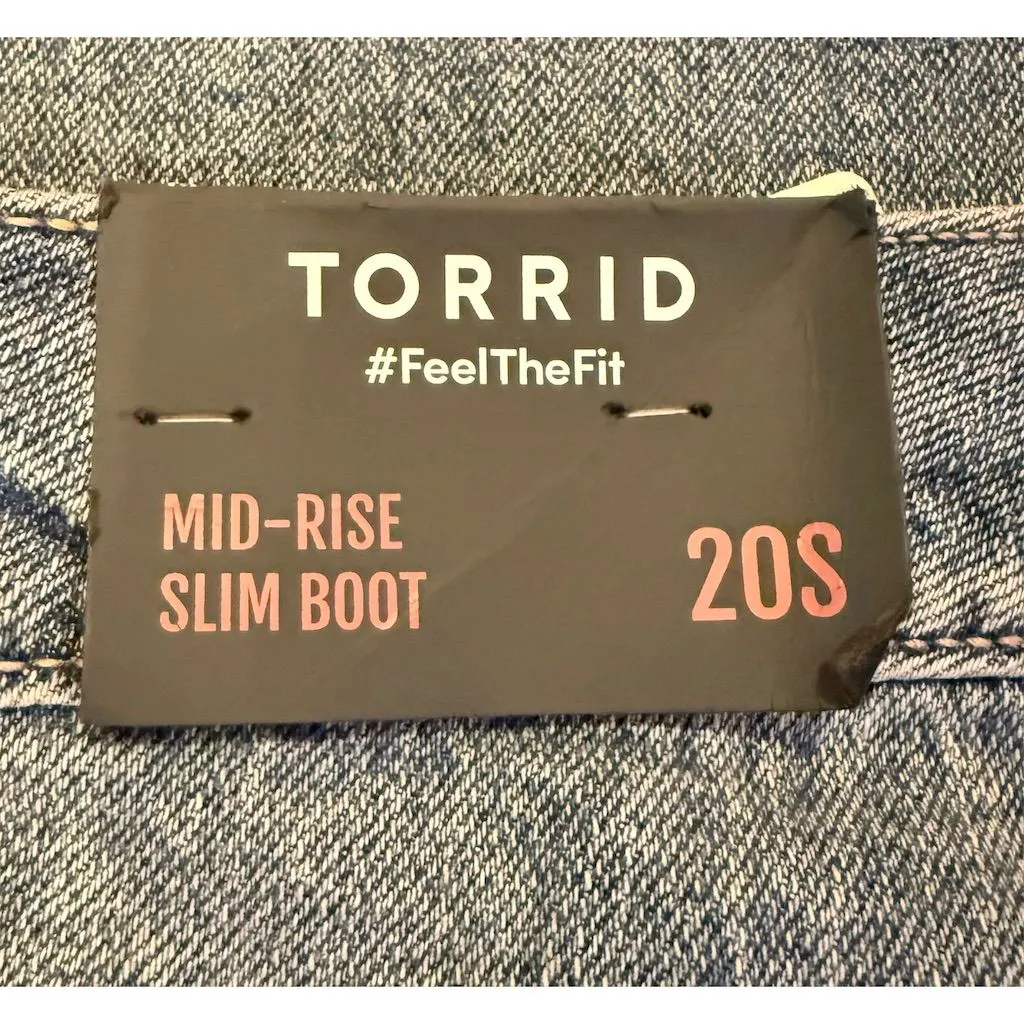 TORRID
#FeelTheFit
MID-RISE
SLIM BOOT
20S